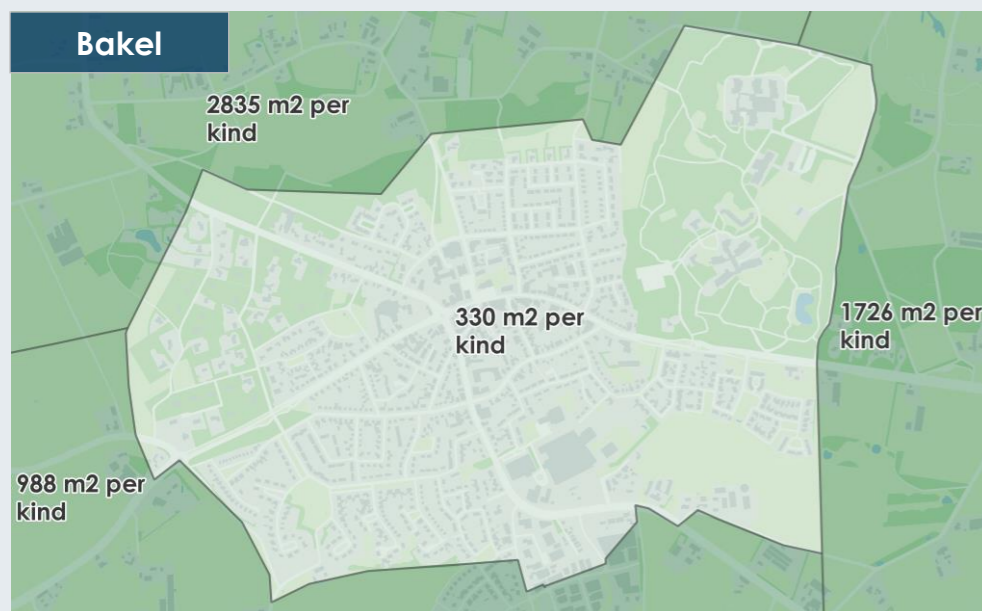 Bakel
2835 m2 per
kind
330 m2 per
kind
1726 m2 per
kind
988 m2 per
kind